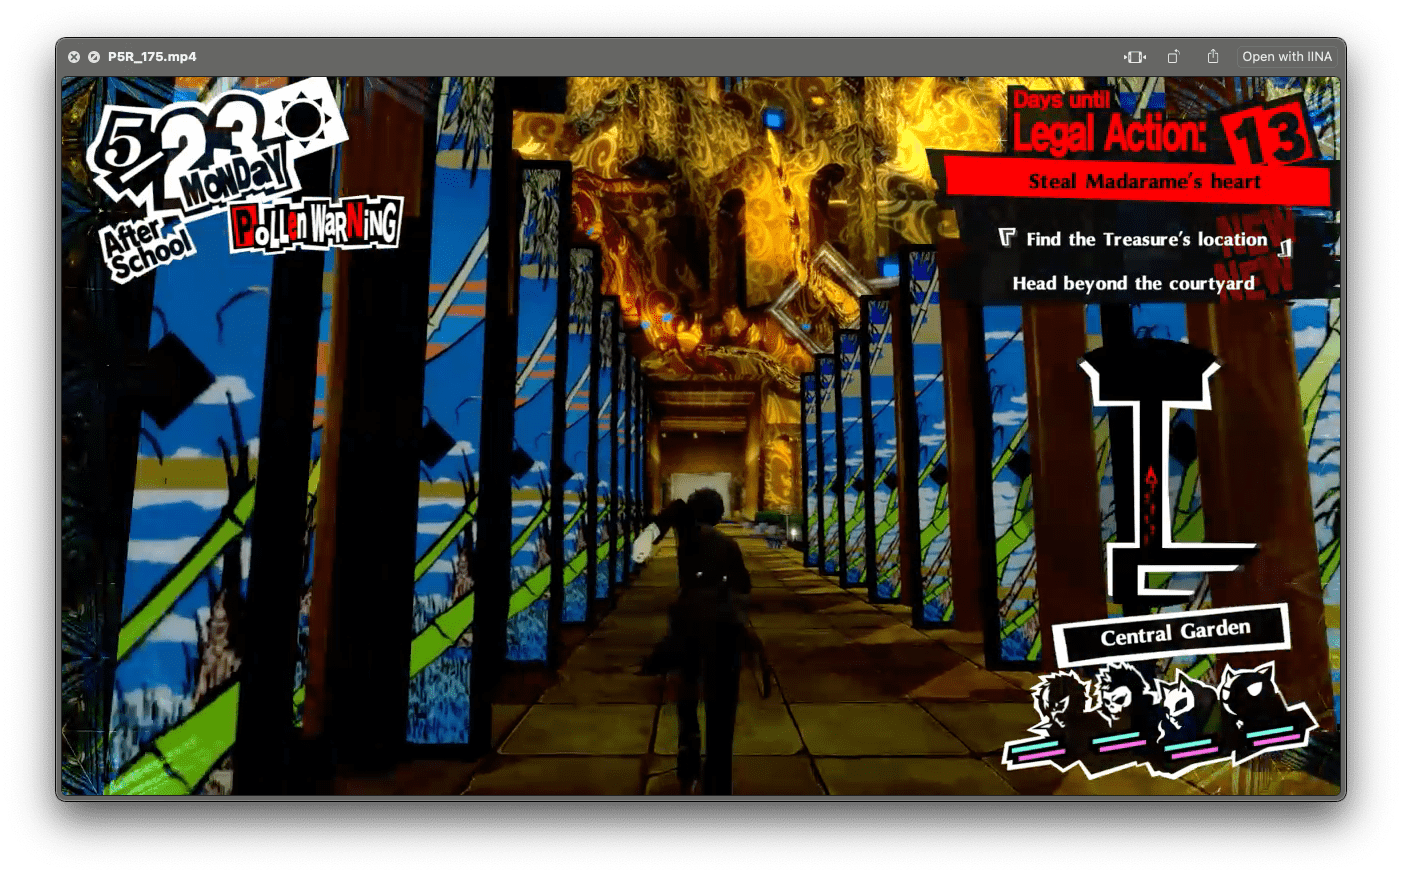 P5R_175.mp4
Open with IINA
5/23
MONDAY
After School
Pollen WarNiNG
Days until
Legal Action: 13
Steal Madarame's heart
Find the Treasure's location
NEW
Head beyond the courtyard
NEW
Central Garden